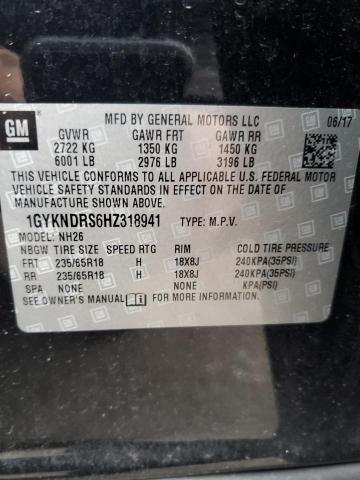 GM
MFD BY GENERAL MOTORS LLC 06/17
GVWR GAWR FRT GAWR RR
2722 KG 1350 KG 1450 KG
6001 LB 2976 LB 3196 LB
THIS VEHICLE CONFORMS TO ALL APPLICABLE U.S. FEDERAL MOTOR
VEHICLE SAFETY STANDARDS IN EFFECT ON THE DATE OF
MANUFACTURE SHOWN ABOVE.
1GYKNDRS6HZ318941 TYPE: M.P.V.
MODEL: NH26
NBGW TIRE SIZE SPEED RTG RIM COLD TIRE PRESSURE
FRT 235/65R18 H 18X8J 240KPA(35PSI)
RR 235/65R18 H 18X8J 240KPA(35PSI)
SPA NONE NONE KPA(PSI)
SEE OWNER'S MANUAL FOR MORE INFORMATION.